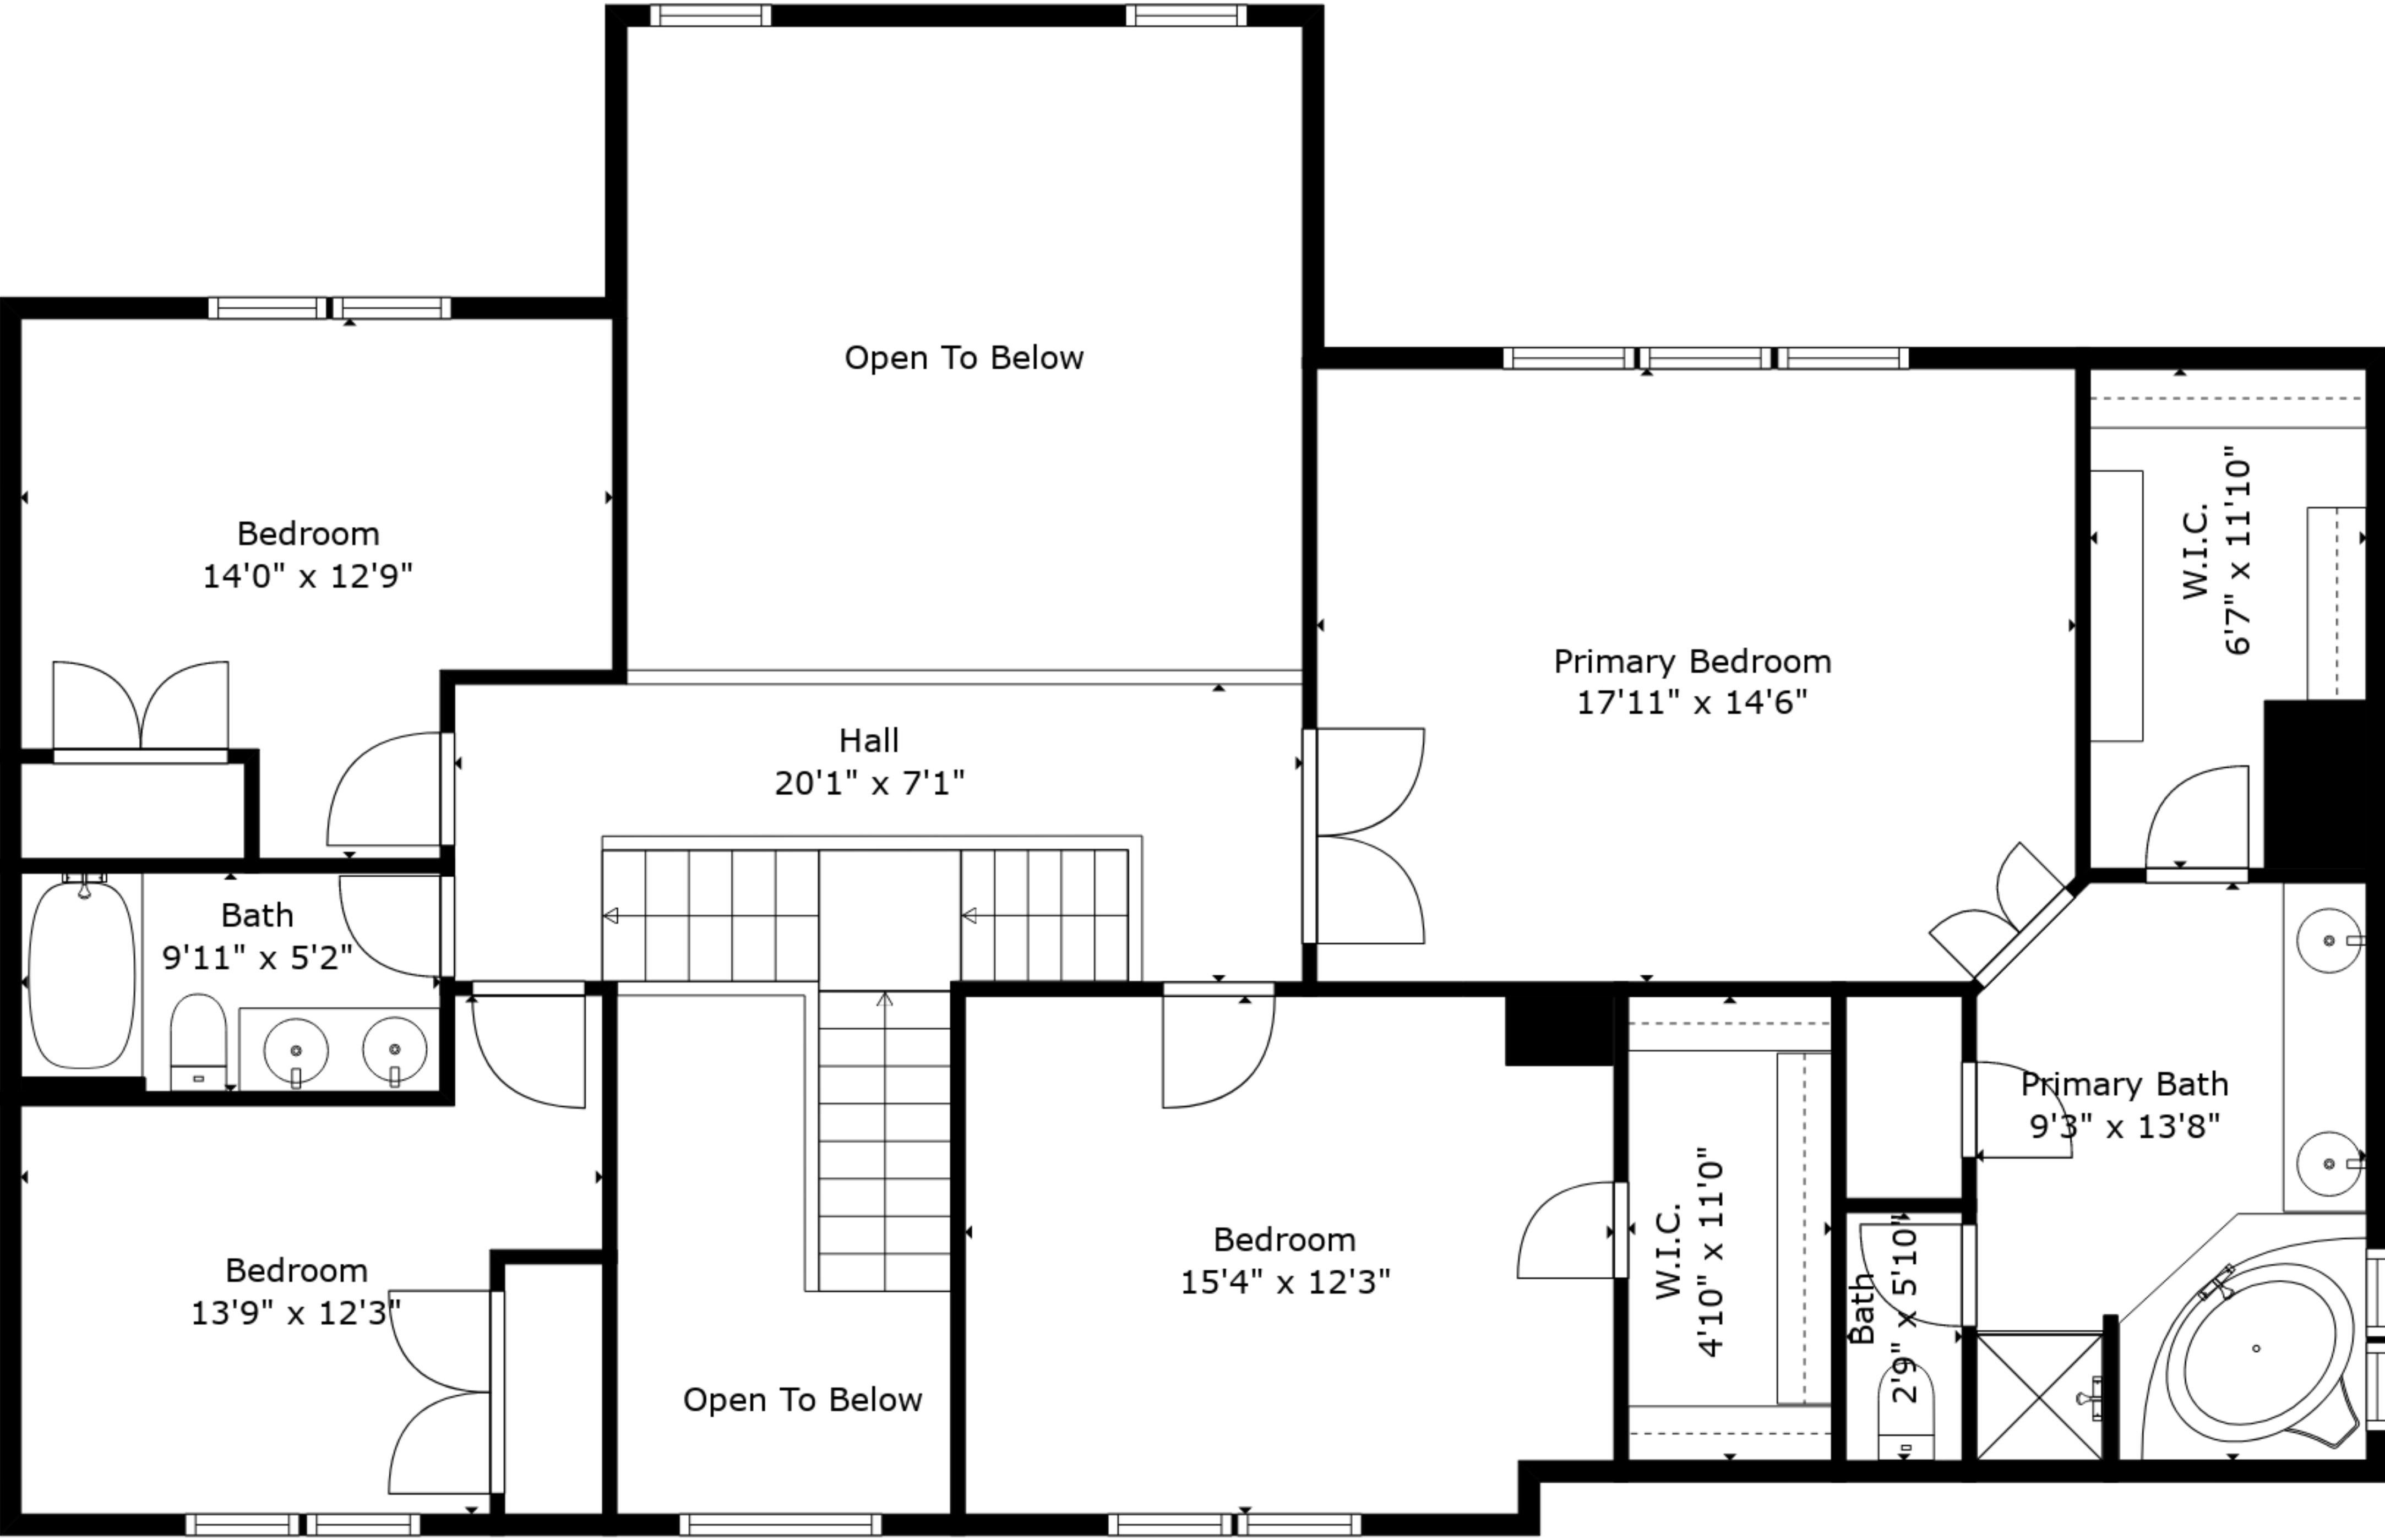 Open To Below
Bedroom
14'0" x 12'9"
W.I.C.
6'7" x 11'10"
Primary Bedroom
17'11" x 14'6"
Hall
20'1" x 7'1"
Bath
9'11" x 5'2"
Primary Bath
9'3" x 13'8"
Bedroom
13'9" x 12'3"
Open To Below
Bedroom
15'4" x 12'3"
W.I.C.
4'10" x 11'0"
Bath
2'9" x 5'10"